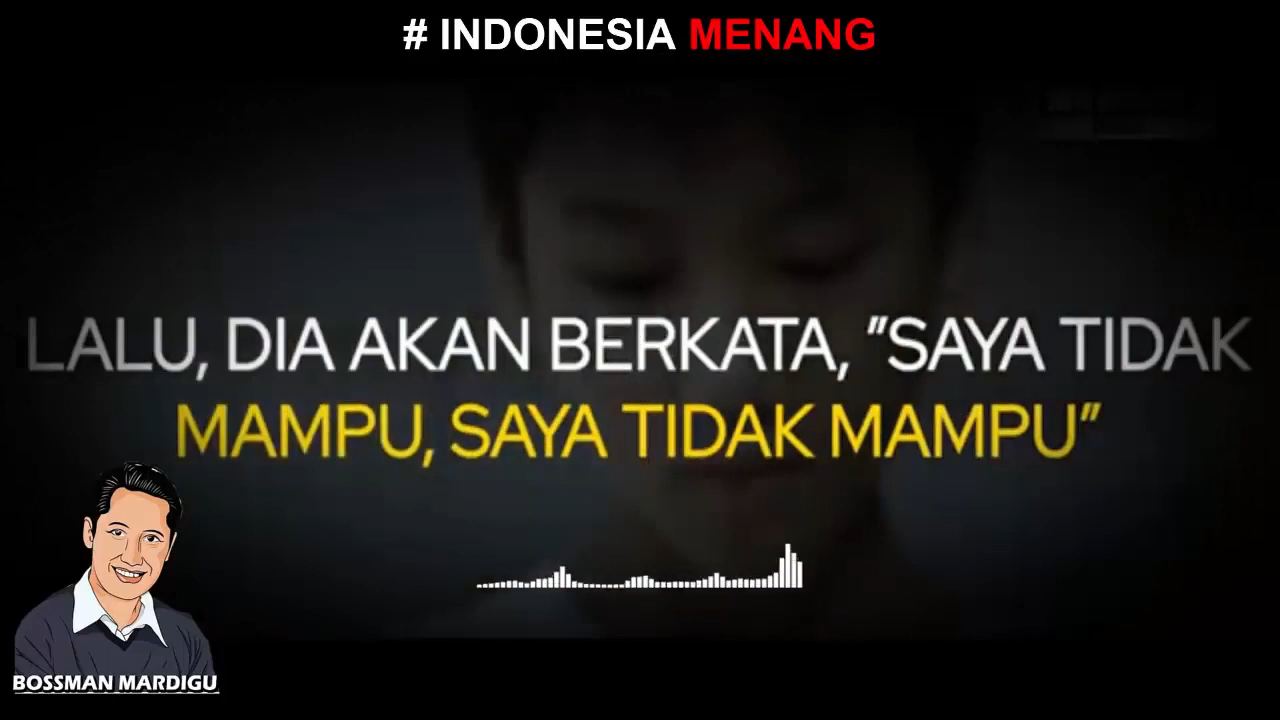 # INDONESIA MENANG
LALU, DIA AKAN BERKATA, "SAYA TIDAK
MAMPU, SAYA TIDAK MAMPU"
BOSSMAN MARDIGU